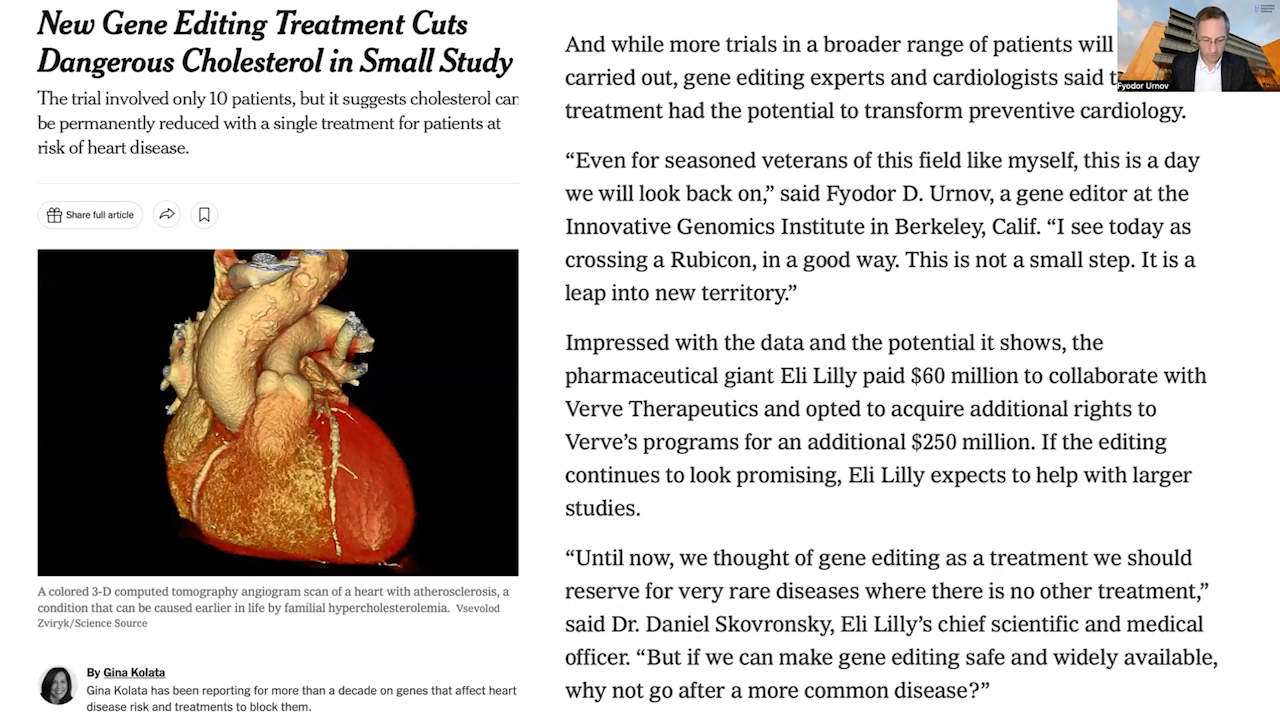 New Gene Editing Treatment Cuts
Dangerous Cholesterol in Small Study
The trial involved only 10 patients, but it suggests cholesterol can
be permanently reduced with a single treatment for patients at
risk of heart disease.
Share full article
A colored 3-D computed tomography angiogram scan of a heart with atherosclerosis, a
condition that can be caused earlier in life by familial hypercholesterolemia. Vsevolod
Zviryk/Science Source
By Gina Kolata
Gina Kolata has been reporting for more than a decade on genes that affect heart
disease risk and treatments to block them.
And while more trials in a broader range of patients will
carried out, gene editing experts and cardiologists said
treatment had the potential to transform preventive cardiology.
“Even for seasoned veterans of this field like myself, this is a day
we will look back on,” said Fyodor D. Urnov, a gene editor at the
Innovative Genomics Institute in Berkeley, Calif. “I see today as
crossing a Rubicon, in a good way. This is not a small step. It is a
leap into new territory.”
Impressed with the data and the potential it shows, the
pharmaceutical giant Eli Lilly paid $60 million to collaborate with
Verve Therapeutics and opted to acquire additional rights to
Verve’s programs for an additional $250 million. If the editing
continues to look promising, Eli Lilly expects to help with larger
studies.
“Until now, we thought of gene editing as a treatment we should
reserve for very rare diseases where there is no other treatment,”
said Dr. Daniel Skovronsky, Eli Lilly’s chief scientific and medical
officer. “But if we can make gene editing safe and widely available,
why not go after a more common disease?”
Fyodor Urnov